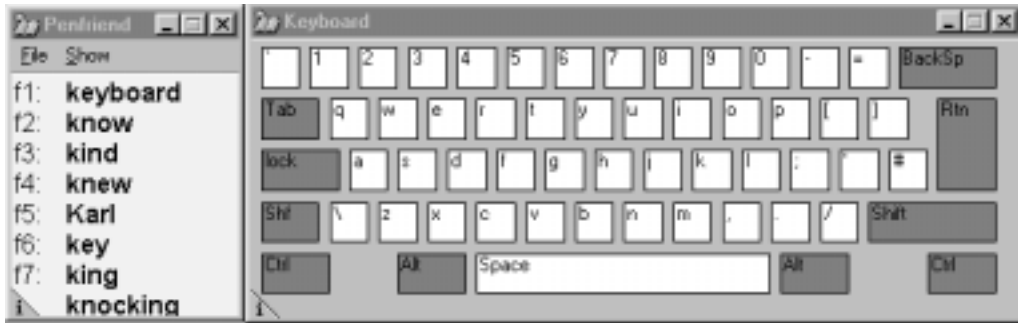 Penfriend
File Show
f1: keyboard
f2: know
f3: kind
f4: knew
f5: Karl
f6: key
f7: king
knocking
i
Keyboard
` 1 2 3 4 5 6 7 8 9 0 - = BackSp
Tab q w e r t y u i o p [ ] Rtn
lock a s d f g h j k l ; ' #
Shf \ z x c v b n m , . / Shift
Ctrl Alt Space Alt Ctrl
i